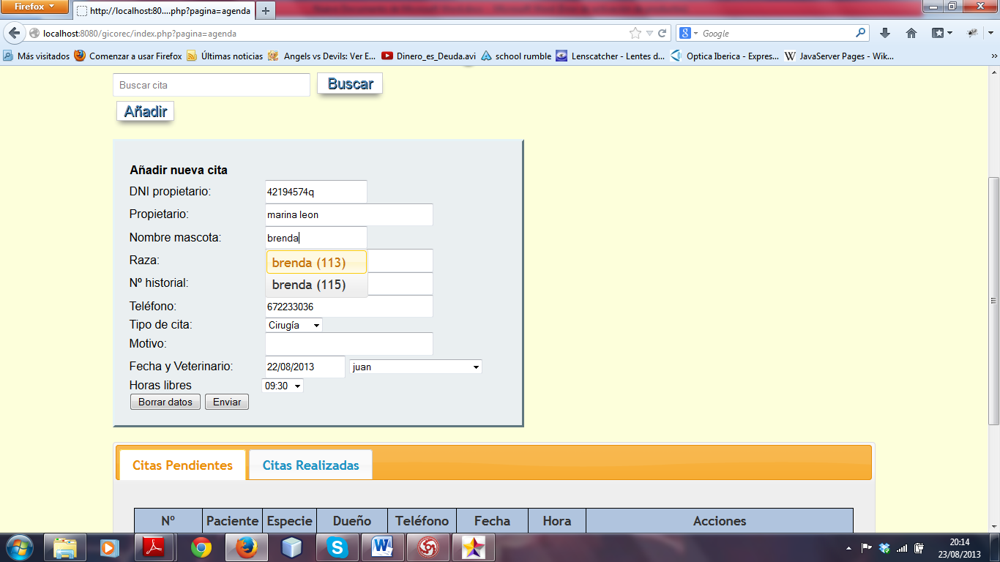 Firefox
http://localhost:80....php?pagina=agenda
localhost:8080/gicorec/index.php?pagina=agenda
Google
Más visitados Comenzar a usar Firefox Últimas noticias Angels vs Devils: Ver E... Dinero_es_Deuda.avi school rumble Lenscatcher - Lentes d... Optica Iberica - Expres... JavaServer Pages - Wik... »
Buscar cita Buscar
Añadir
Añadir nueva cita
DNI propietario: 42194574q
Propietario: marina leon
Nombre mascota: brenda
Raza: brenda (113)
Nº historial: brenda (115)
Teléfono: 672233036
Tipo de cita: Cirugía
Motivo:
Fecha y Veterinario: 22/08/2013 juan
Horas libres 09:30
Borrar datos Enviar
Citas Pendientes Citas Realizadas
Nº Paciente Especie Dueño Teléfono Fecha Hora Acciones
20:14
23/08/2013